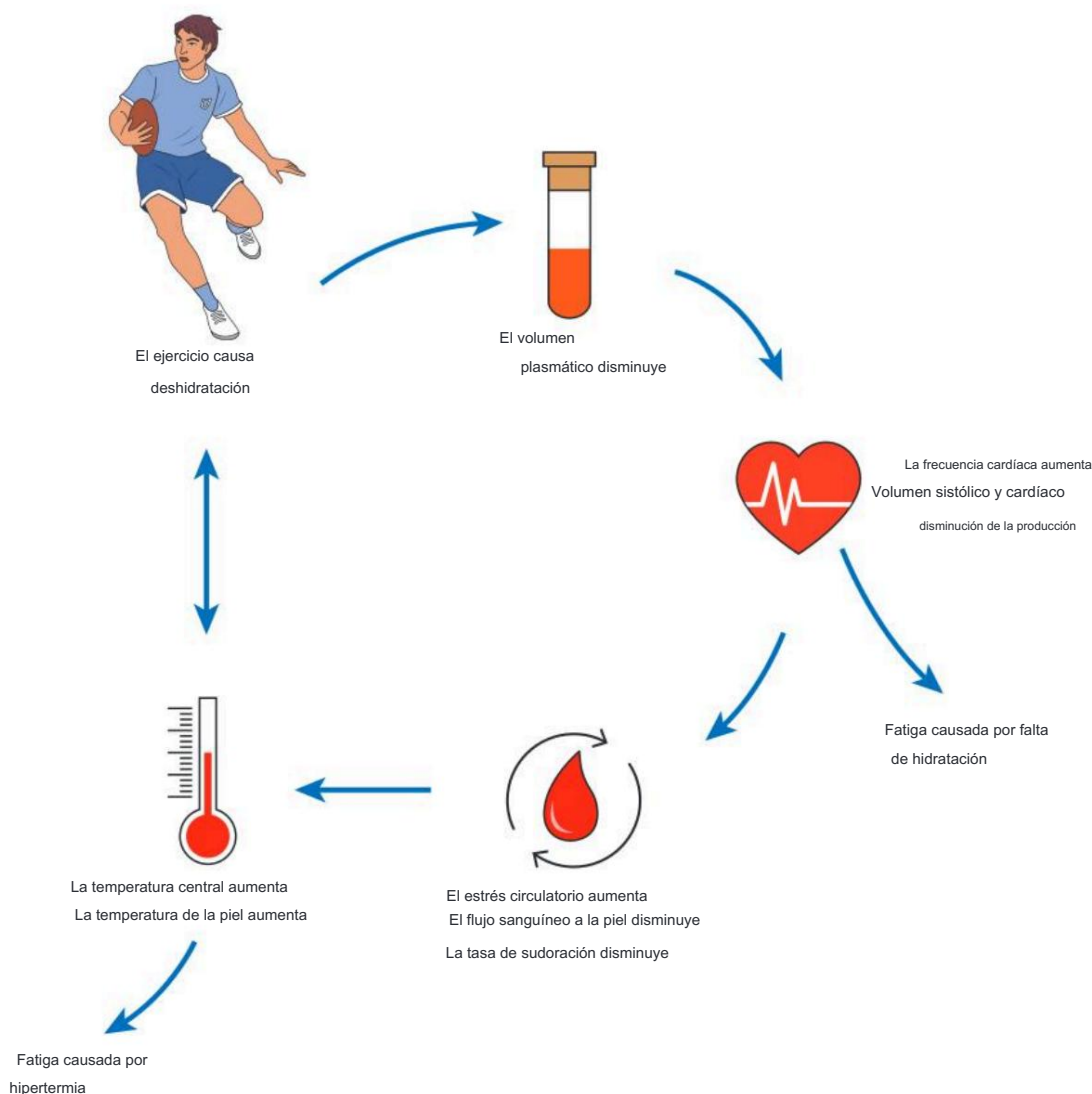 El ejercicio causa
deshidratación
El volumen
plasmático disminuye
La frecuencia cardíaca aumenta
Volumen sistólico y cardíaco
disminución de la producción
Fatiga causada por falta
de hidratación
El estrés circulatorio aumenta
El flujo sanguíneo a la piel disminuye
La tasa de sudoración disminuye
La temperatura central aumenta
La temperatura de la piel aumenta
Fatiga causada por
hipertermia